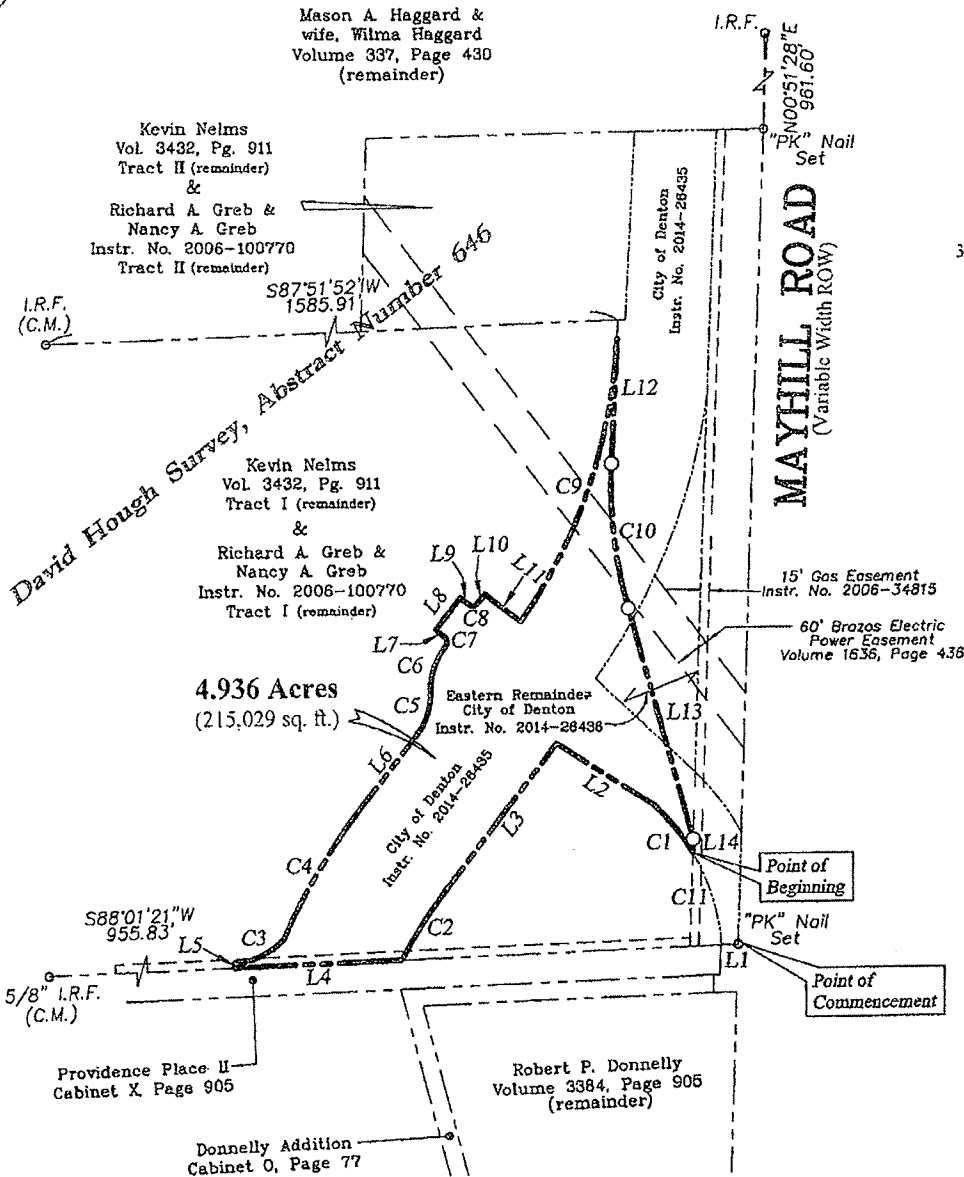 Mason A. Haggard &
wife, Wilma Haggard
Volume 337, Page 430
(remainder)
I.R.F.
N00°51'28"E
961.60'
"PK" Nail
Set
Kevin Nelms
Vol. 3432, Pg. 911
Tract II (remainder)
&
Richard A. Greb &
Nancy A. Greb
Instr. No. 2006-100770
Tract II (remainder)
City of Denton
Instr. No. 2014-26435
MAYHILL ROAD
(Variable Width ROW)
3
S87°51'52"W
1585.91'
I.R.F.
(C.M.)
David Hough Survey, Abstract Number 646
L12
C9
Kevin Nelms
Vol. 3432, Pg. 911
Tract I (remainder)
&
Richard A. Greb &
Nancy A. Greb
Instr. No. 2006-100770
Tract I (remainder)
C10
L9
L10
L11
L8
C8
L7
C7
C6
15' Gas Easement
Instr. No. 2006-34815
60' Brazos Electric
Power Easement
Volume 1636, Page 436
4.936 Acres
(215,029 sq. ft.)
C5
Eastern Remainder
City of Denton
Instr. No. 2014-26436
L13
L6
City of Denton
Instr. No. 2014-26435
L2
L3
C1
L14
C4
Point of
Beginning
C11
C2
S88°01'21"W
955.83'
L5
C3
L4
"PK" Nail
Set
L1
5/8" I.R.F.
(C.M.)
Point of
Commencement
Providence Place II
Cabinet X, Page 905
Robert P. Donnelly
Volume 3384, Page 905
(remainder)
Donnelly Addition
Cabinet O, Page 77